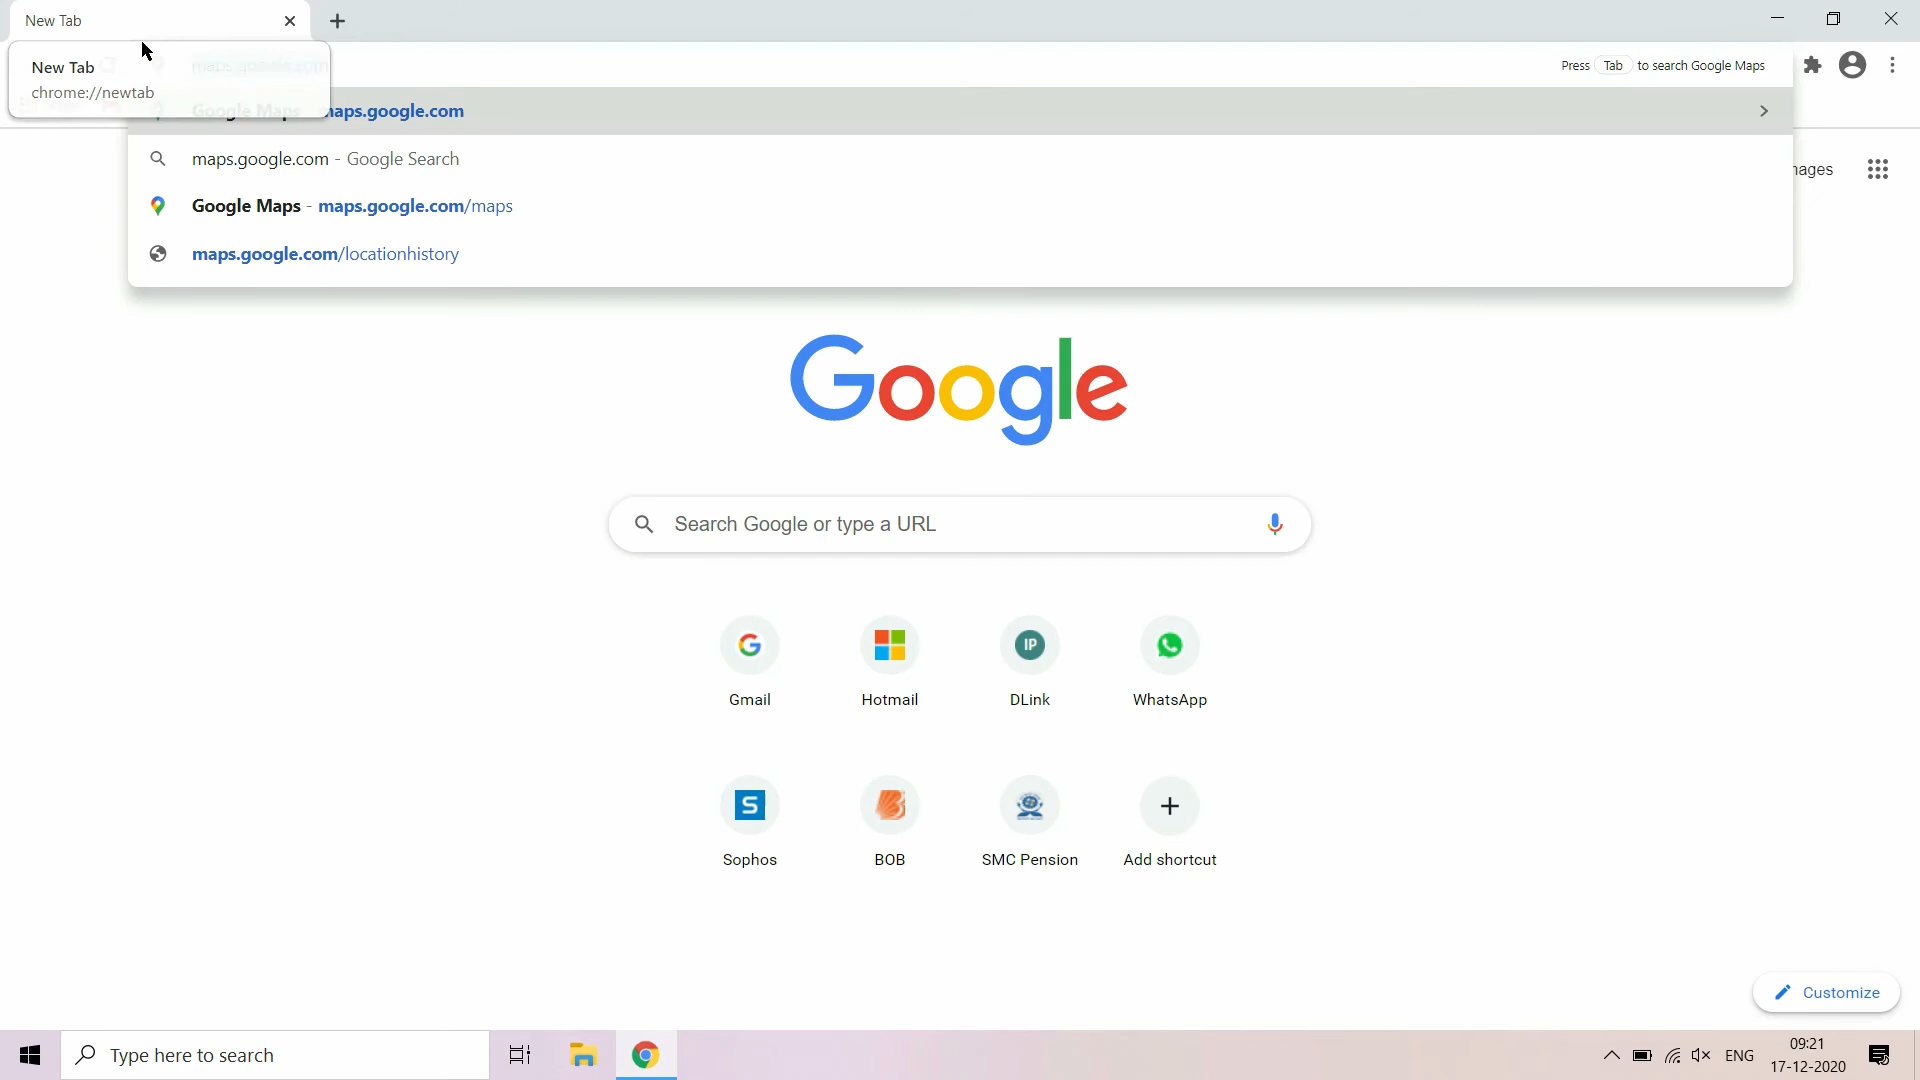 New Tab
New Tab
chrome://newtab
maps.google.com
Press Tab to search Google Maps
Google Maps maps.google.com
maps.google.com - Google Search
Google Maps - maps.google.com/maps
maps.google.com/locationhistory
Google
Search Google or type a URL
Gmail
Hotmail
IP
DLink
WhatsApp
S
Sophos
BOB
SMC Pension
Add shortcut
Customize
Type here to search
ENG
09:21
17-12-2020